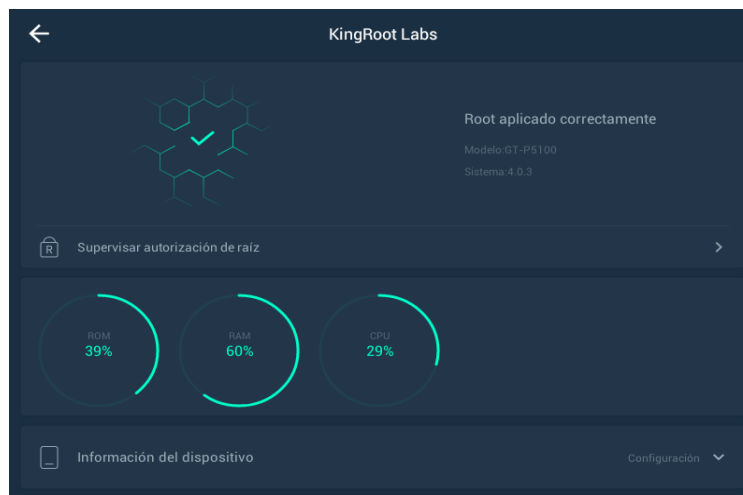 KingRoot Labs
Root aplicado correctamente
Modelo:GT-P5100
Sistema:4.0.3
R
Supervisar autorización de raíz
ROM
39%
RAM
60%
CPU
29%
Información del dispositivo
Configuración